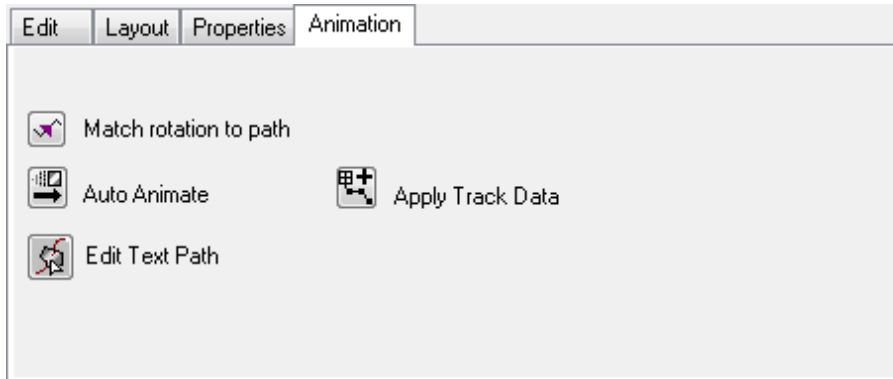 Edit Layout Properties Animation
Match rotation to path
Auto Animate Apply Track Data
Edit Text Path